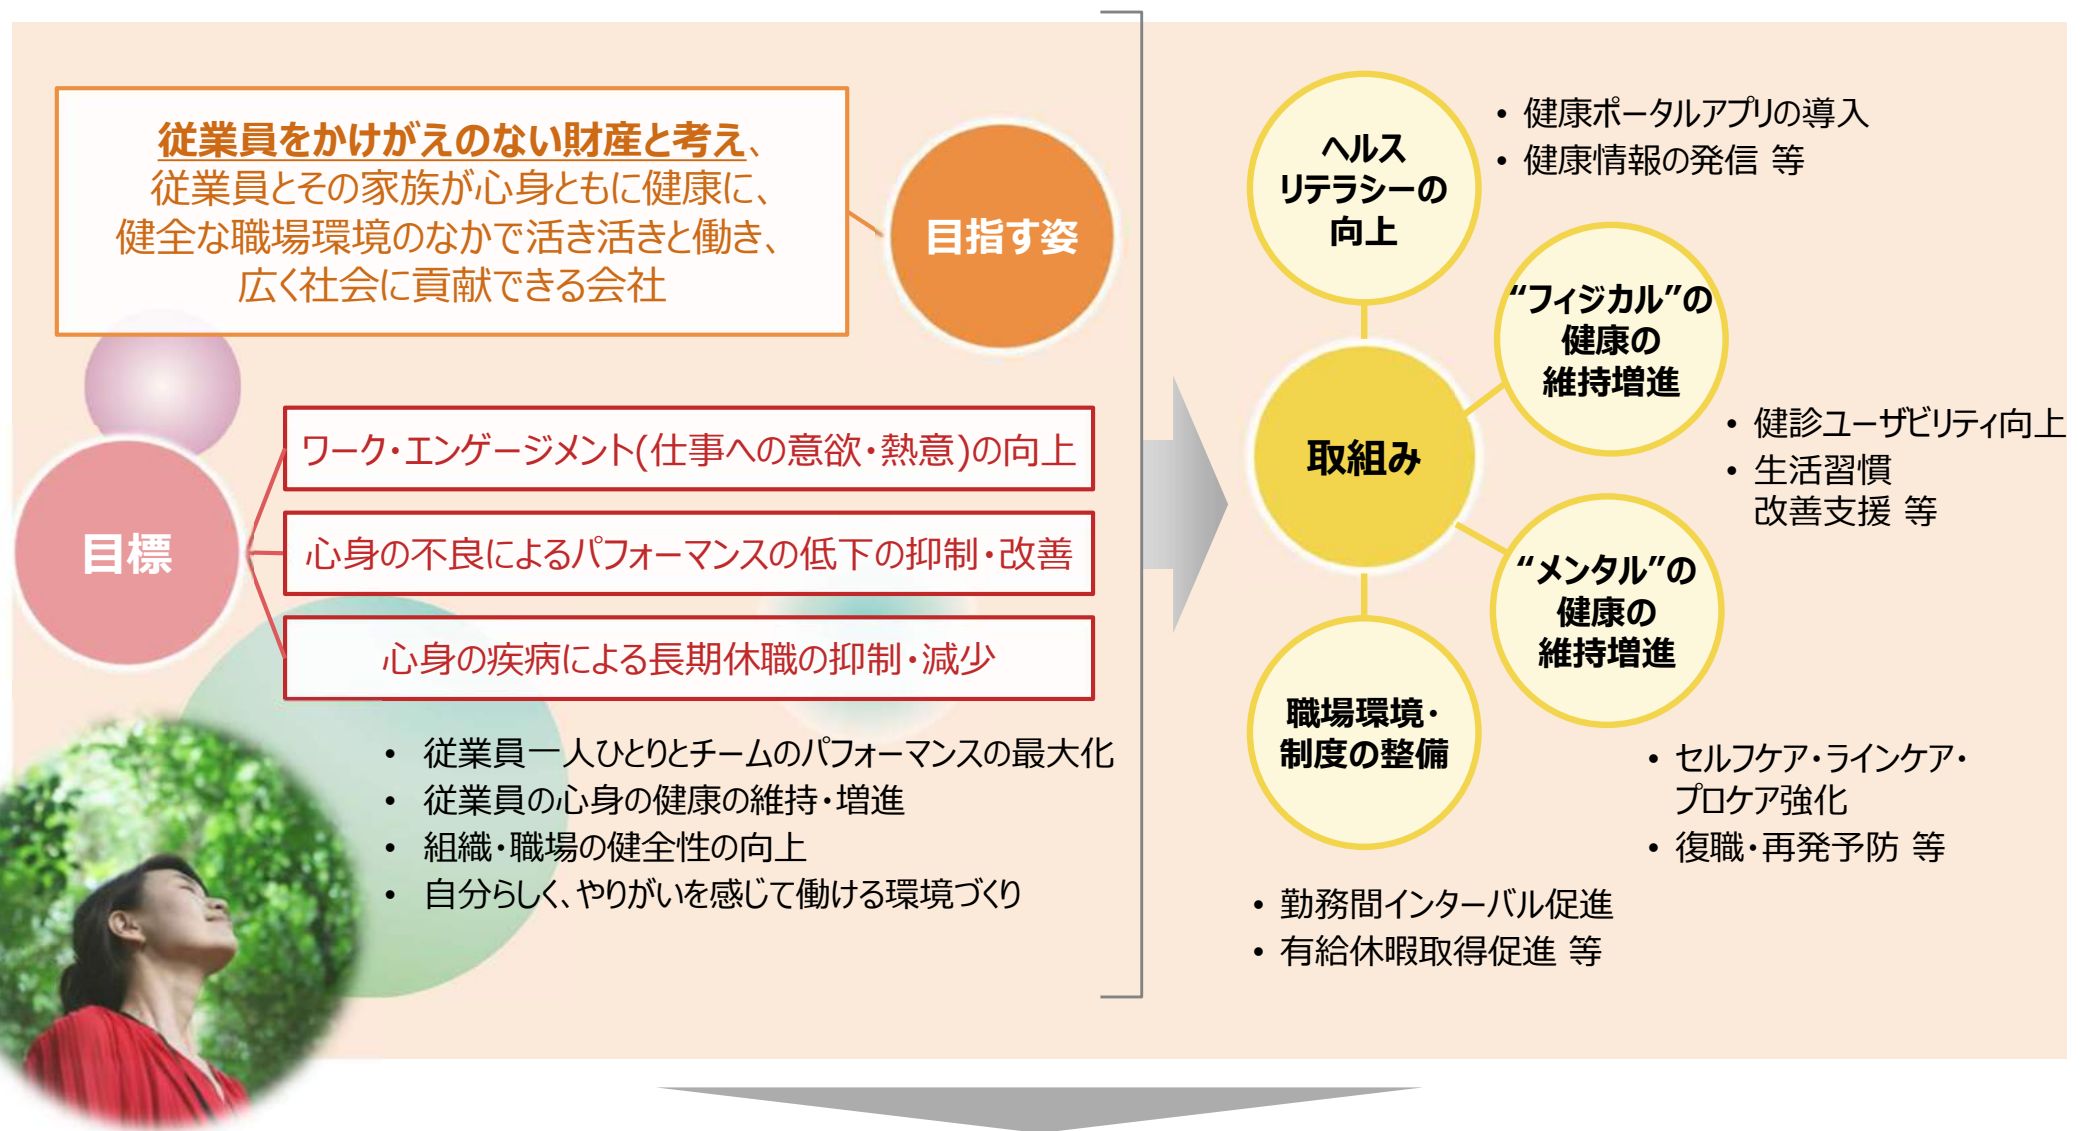 従業員をかけがえのない財産と考え、
従業員とその家族が心身ともに健康に、
健全な職場環境のなかで活き活きと働き、
広く社会に貢献できる会社
目指す姿
目標
ワーク・エンゲージメント(仕事への意欲・熱意)の向上
心身の不良によるパフォーマンスの低下の抑制・改善
心身の疾病による長期休職の抑制・減少
• 従業員一人ひとりとチームのパフォーマンスの最大化
• 従業員の心身の健康の維持・増進
• 組織・職場の健全性の向上
• 自分らしく、やりがいを感じて働ける環境づくり
取組み
ヘルス
リテラシーの
向上
• 健康ポータルアプリの導入
• 健康情報の発信 等
“フィジカル”の
健康の
維持増進
• 健診ユーザビリティ向上
• 生活習慣
改善支援 等
“メンタル”の
健康の
維持増進
• セルフケア・ラインケア・
プロケア強化
• 復職・再発予防 等
職場環境・
制度の整備
• 勤務間インターバル促進
• 有給休暇取得促進 等